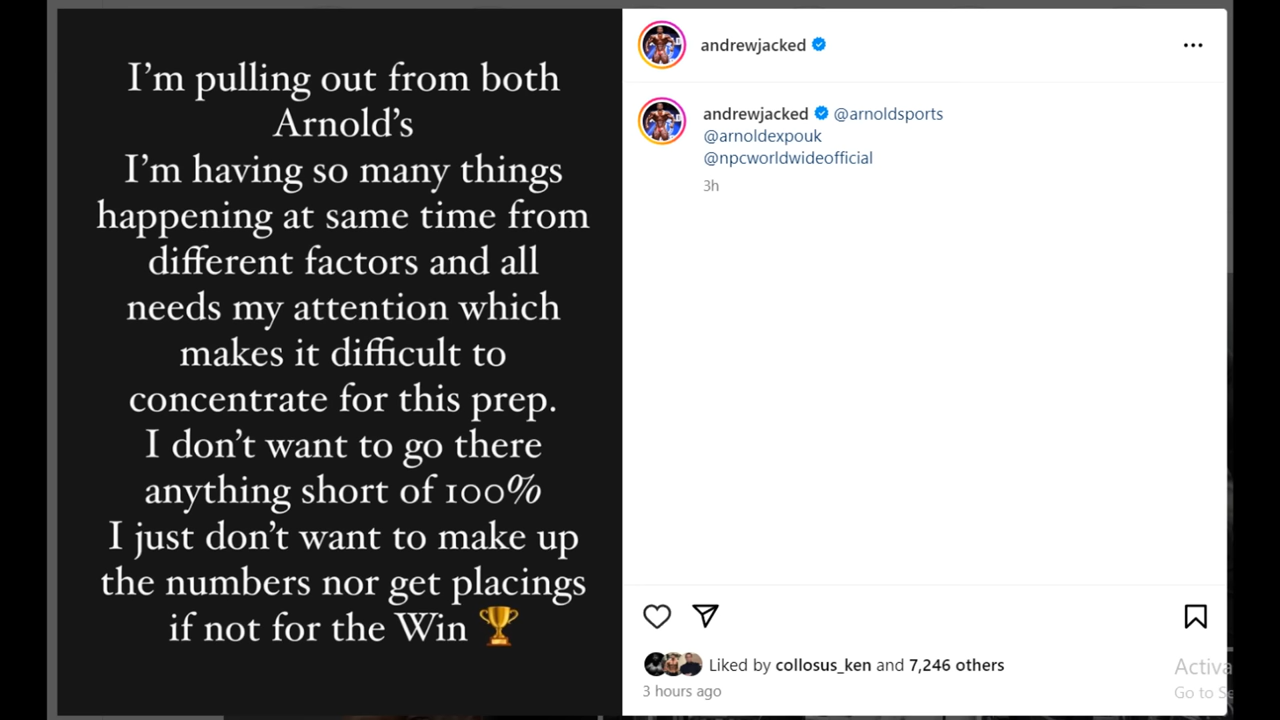 I’m pulling out from both
Arnold’s
I’m having so many things
happening at same time from
different factors and all
needs my attention which
makes it difficult to
concentrate for this prep.
I don’t want to go there
anything short of 100%
I just don’t want to make up
the numbers nor get placings
if not for the Win 🏆
andrewjacked
andrewjacked @arnoldsports
@arnoldexpouk
@npcworldwideofficial
3h
Liked by collosus_ken and 7,246 others
3 hours ago
Activa
Go to Se